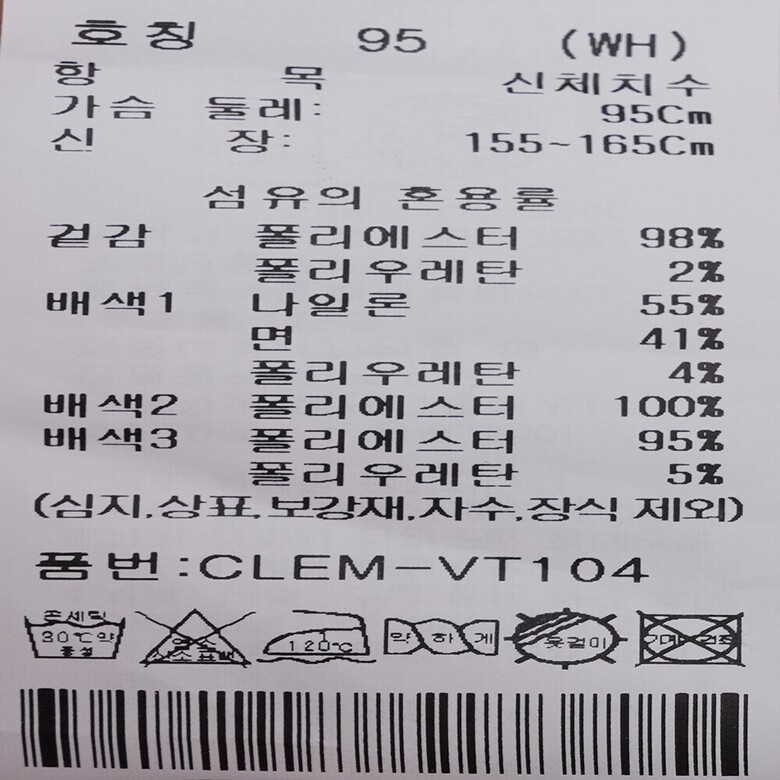 호칭 95 (WH)
항 목 신체치수
가슴 둘레: 95Cm
신 장: 155~165Cm
섬유의 혼용률
겉감 폴리에스터 98%
폴리우레탄 2%
배색1 나일론 55%
면 41%
폴리우레탄 4%
배색2 폴리에스터 100%
배색3 폴리에스터 95%
폴리우레탄 5%
(심지,상표,보강재,자수,장식 제외)
품번:CLEM-VT104
30℃약 120℃ 약하게 옷걸이